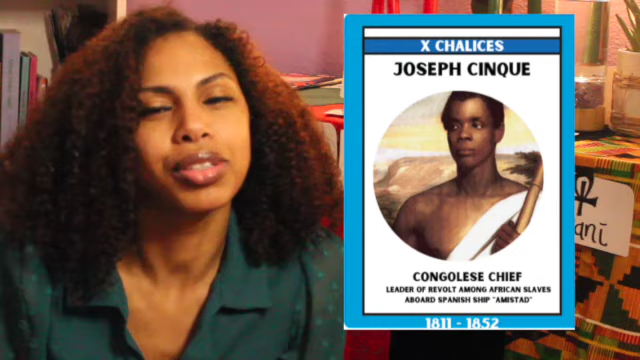 X CHALICES
JOSEPH CINQUE
CONGOLESE CHIEF
LEADER OF REVOLT AMONG AFRICAN SLAVES
ABOARD SPANISH SHIP "AMISTAD"
1811 - 1852